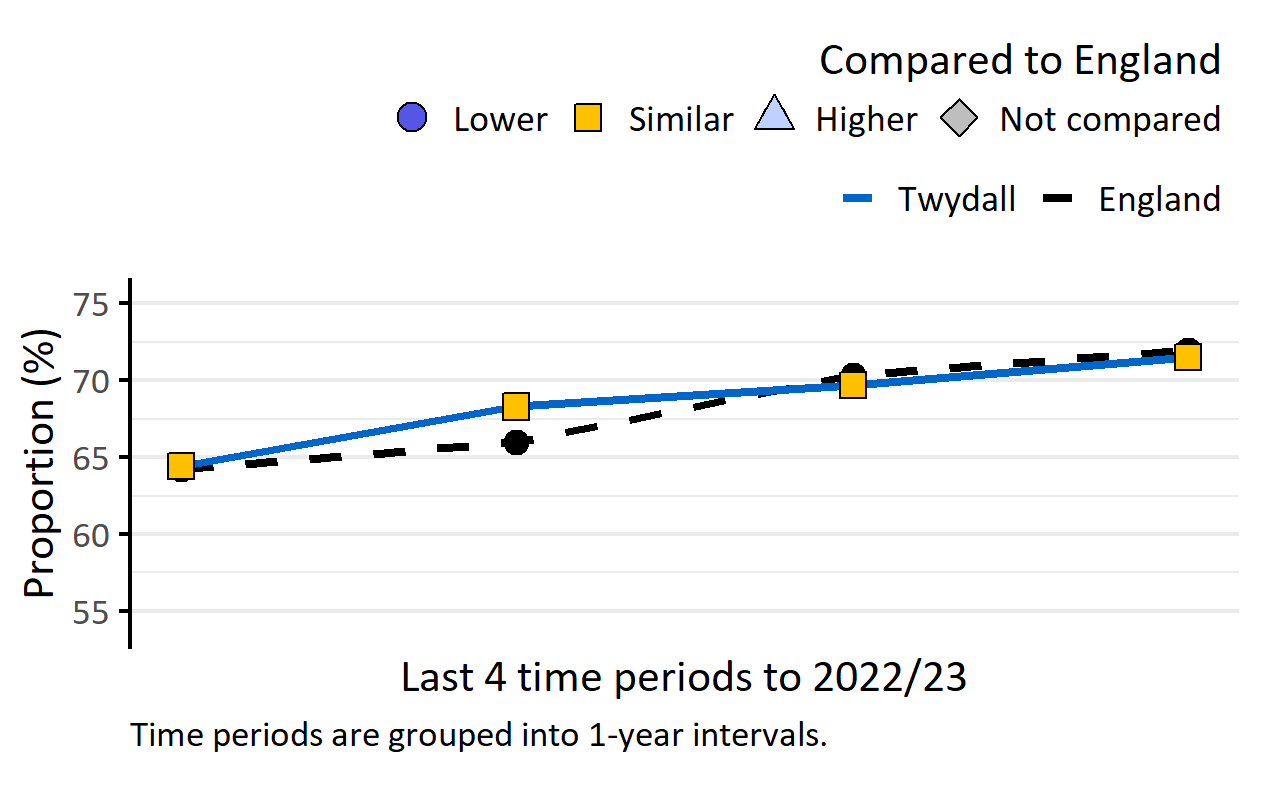 Compared to England
Lower Similar Higher Not compared
Twydall England
75
70
65
60
55
Proportion (%)
Last 4 time periods to 2022/23
Time periods are grouped into 1-year intervals.